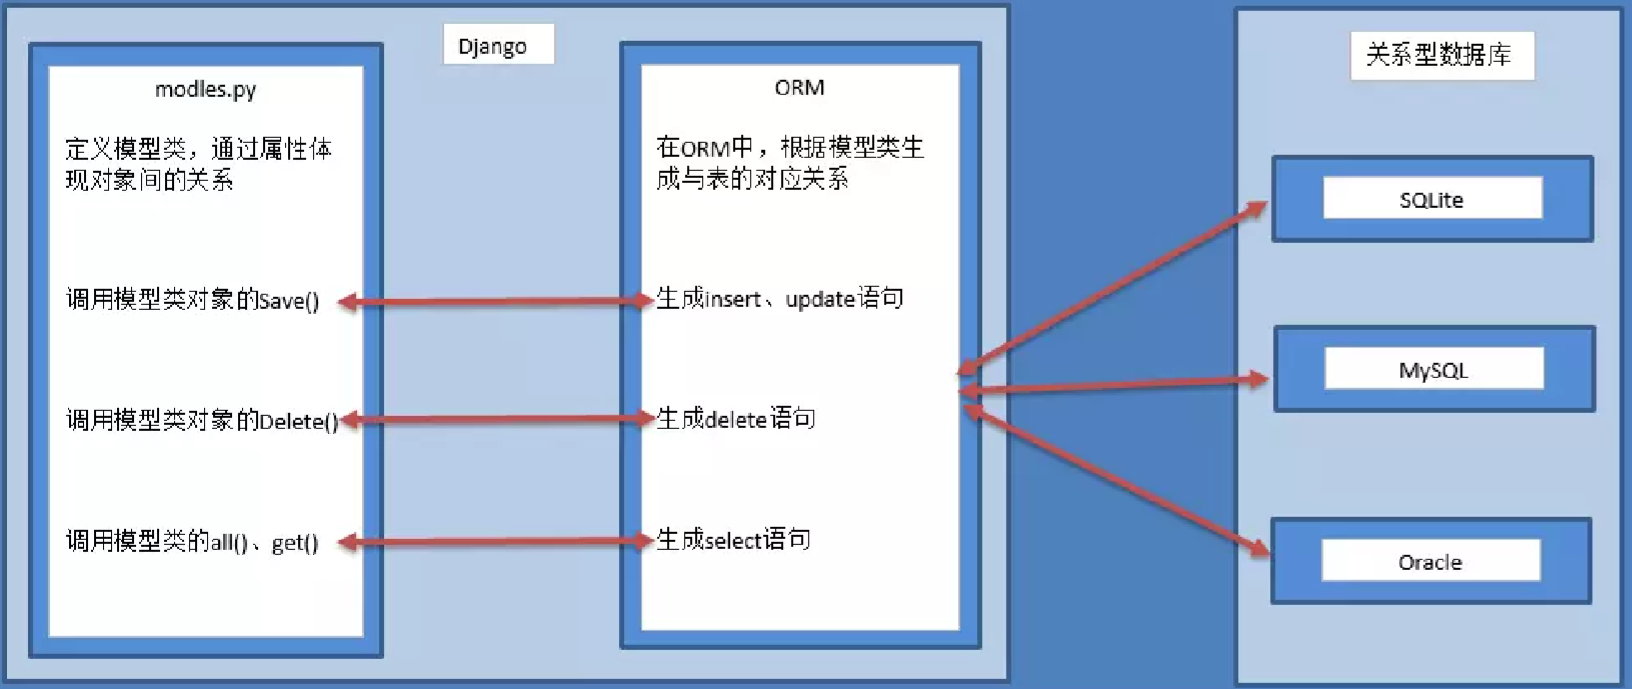 Django
modles.py
定义模型类，通过属性体
现对象间的关系
调用模型类对象的Save()
调用模型类对象的Delete()
调用模型类的all()、get()
ORM
在ORM中，根据模型类生
成与表的对应关系
生成insert、update语句
生成delete语句
生成select语句
关系型数据库
SQLite
MySQL
Oracle